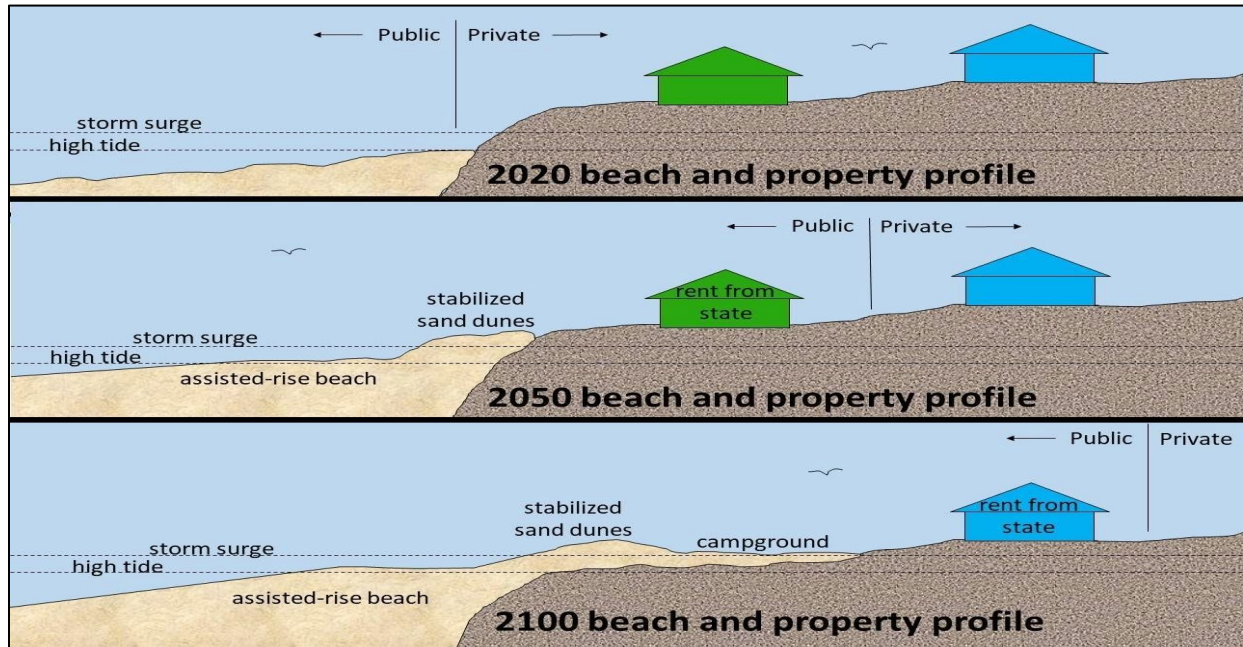 ← Public | Private →
storm surge
high tide
2020 beach and property profile
← Public | Private →
rent from
state
stabilized
sand dunes
storm surge
high tide
assisted-rise beach
2050 beach and property profile
← Public | Private
rent from
state
stabilized
sand dunes
campground
storm surge
high tide
assisted-rise beach
2100 beach and property profile